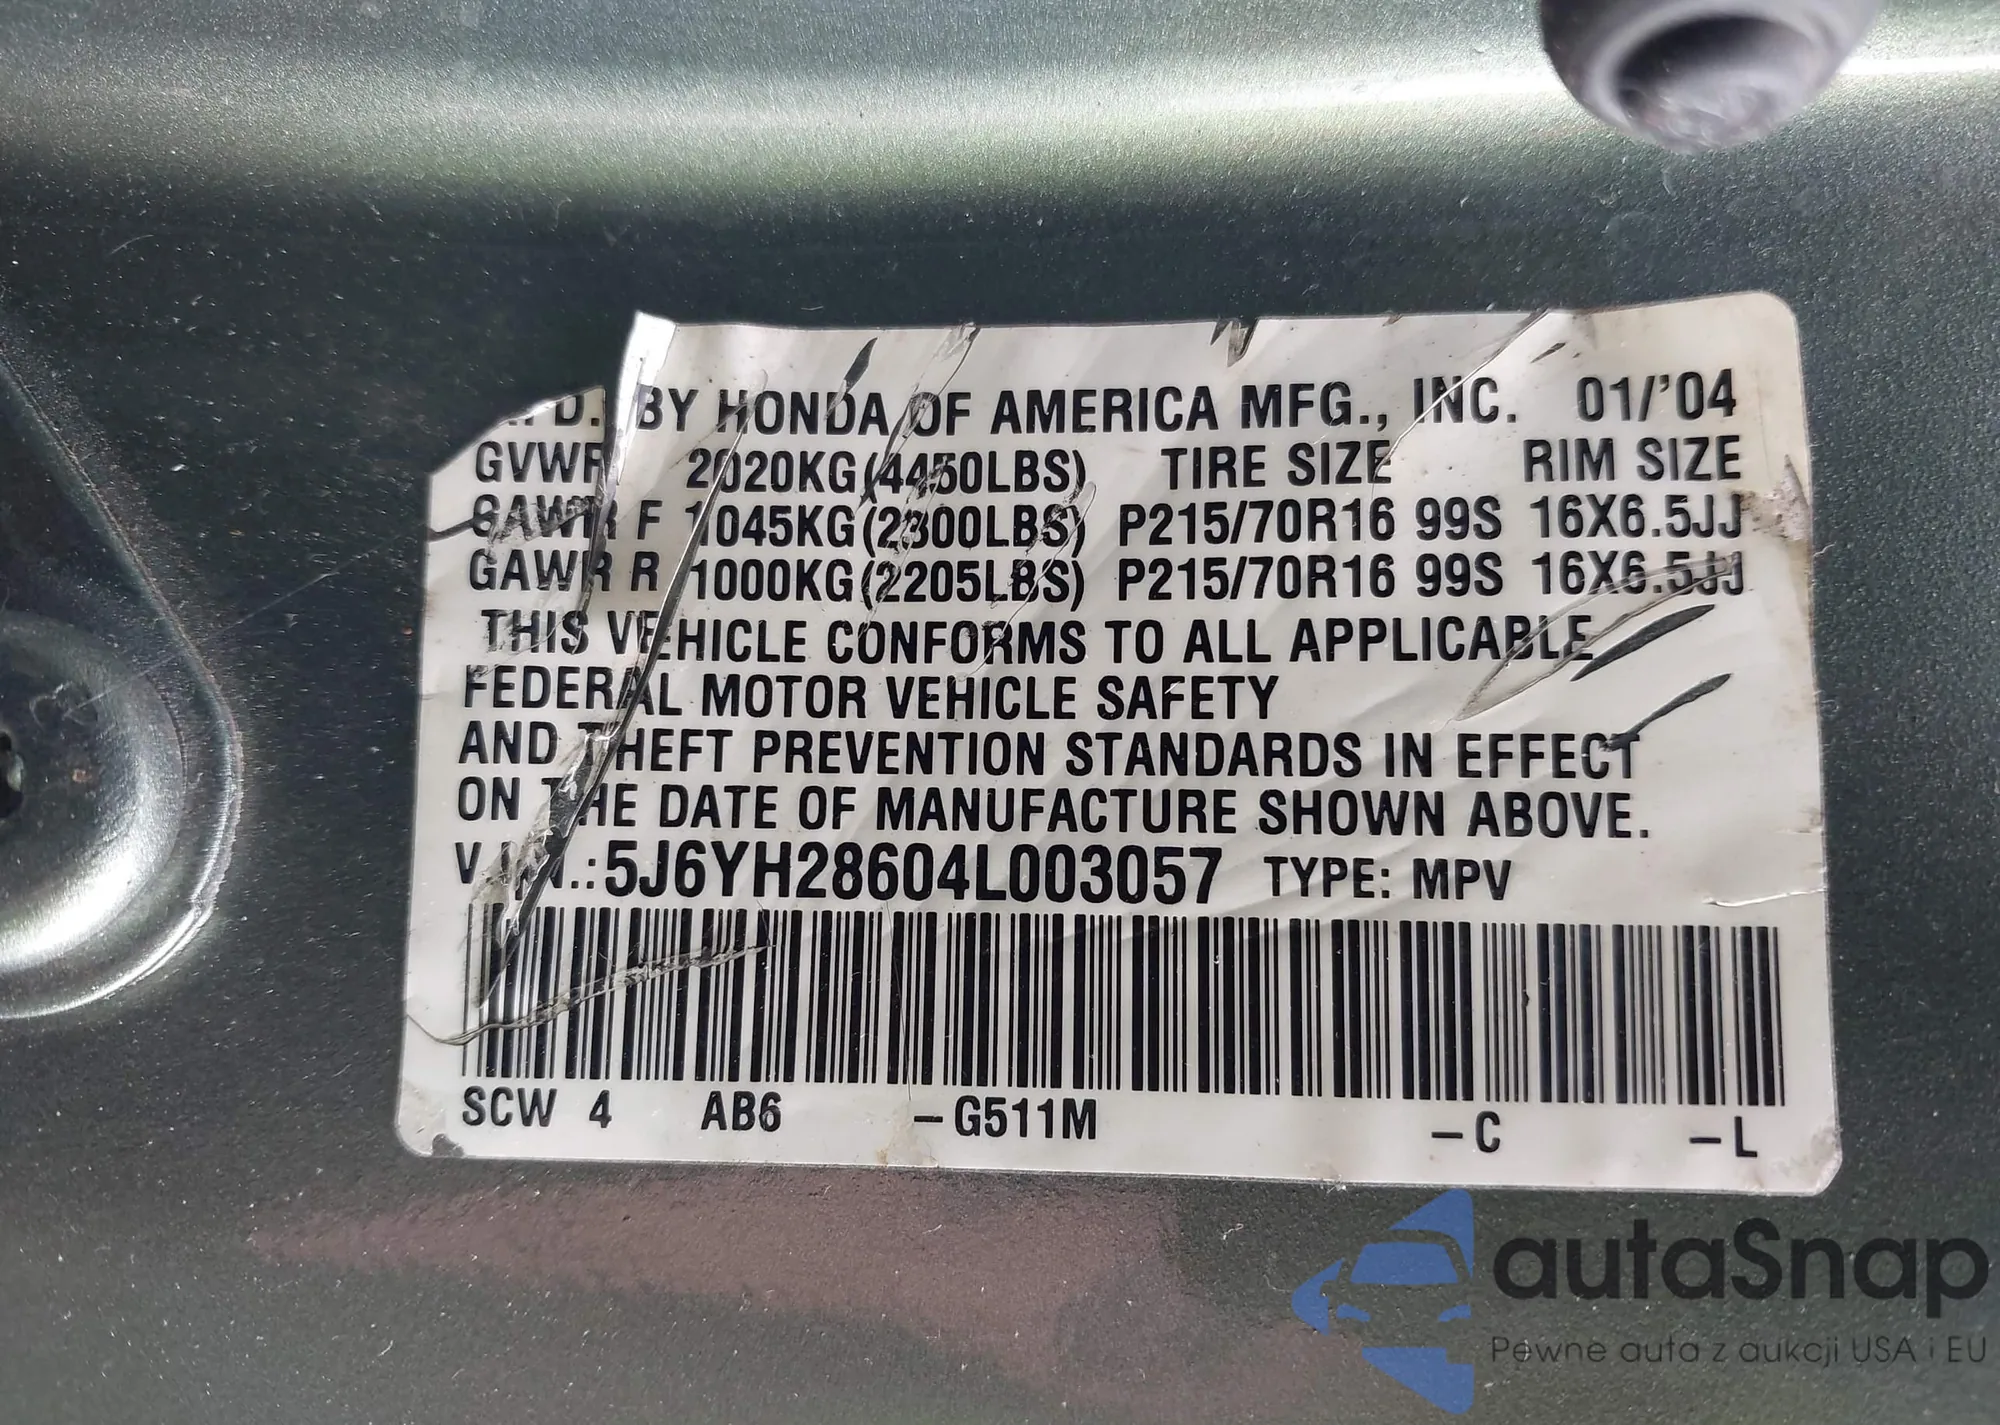 MFD. BY HONDA OF AMERICA MFG., INC. 01/'04
GVWR 2020KG(4450LBS) TIRE SIZE RIM SIZE
GAWR F 1045KG(2300LBS) P215/70R16 99S 16X6.5JJ
GAWR R 1000KG(2205LBS) P215/70R16 99S 16X6.5JJ
THIS VEHICLE CONFORMS TO ALL APPLICABLE
FEDERAL MOTOR VEHICLE SAFETY
AND THEFT PREVENTION STANDARDS IN EFFECT
ON THE DATE OF MANUFACTURE SHOWN ABOVE.
V.I.N.: 5J6YH28604L003057 TYPE: MPV
SCW 4 AB6 -G511M -C -L
autaSnap
Pewne auta z aukcji USA i EU